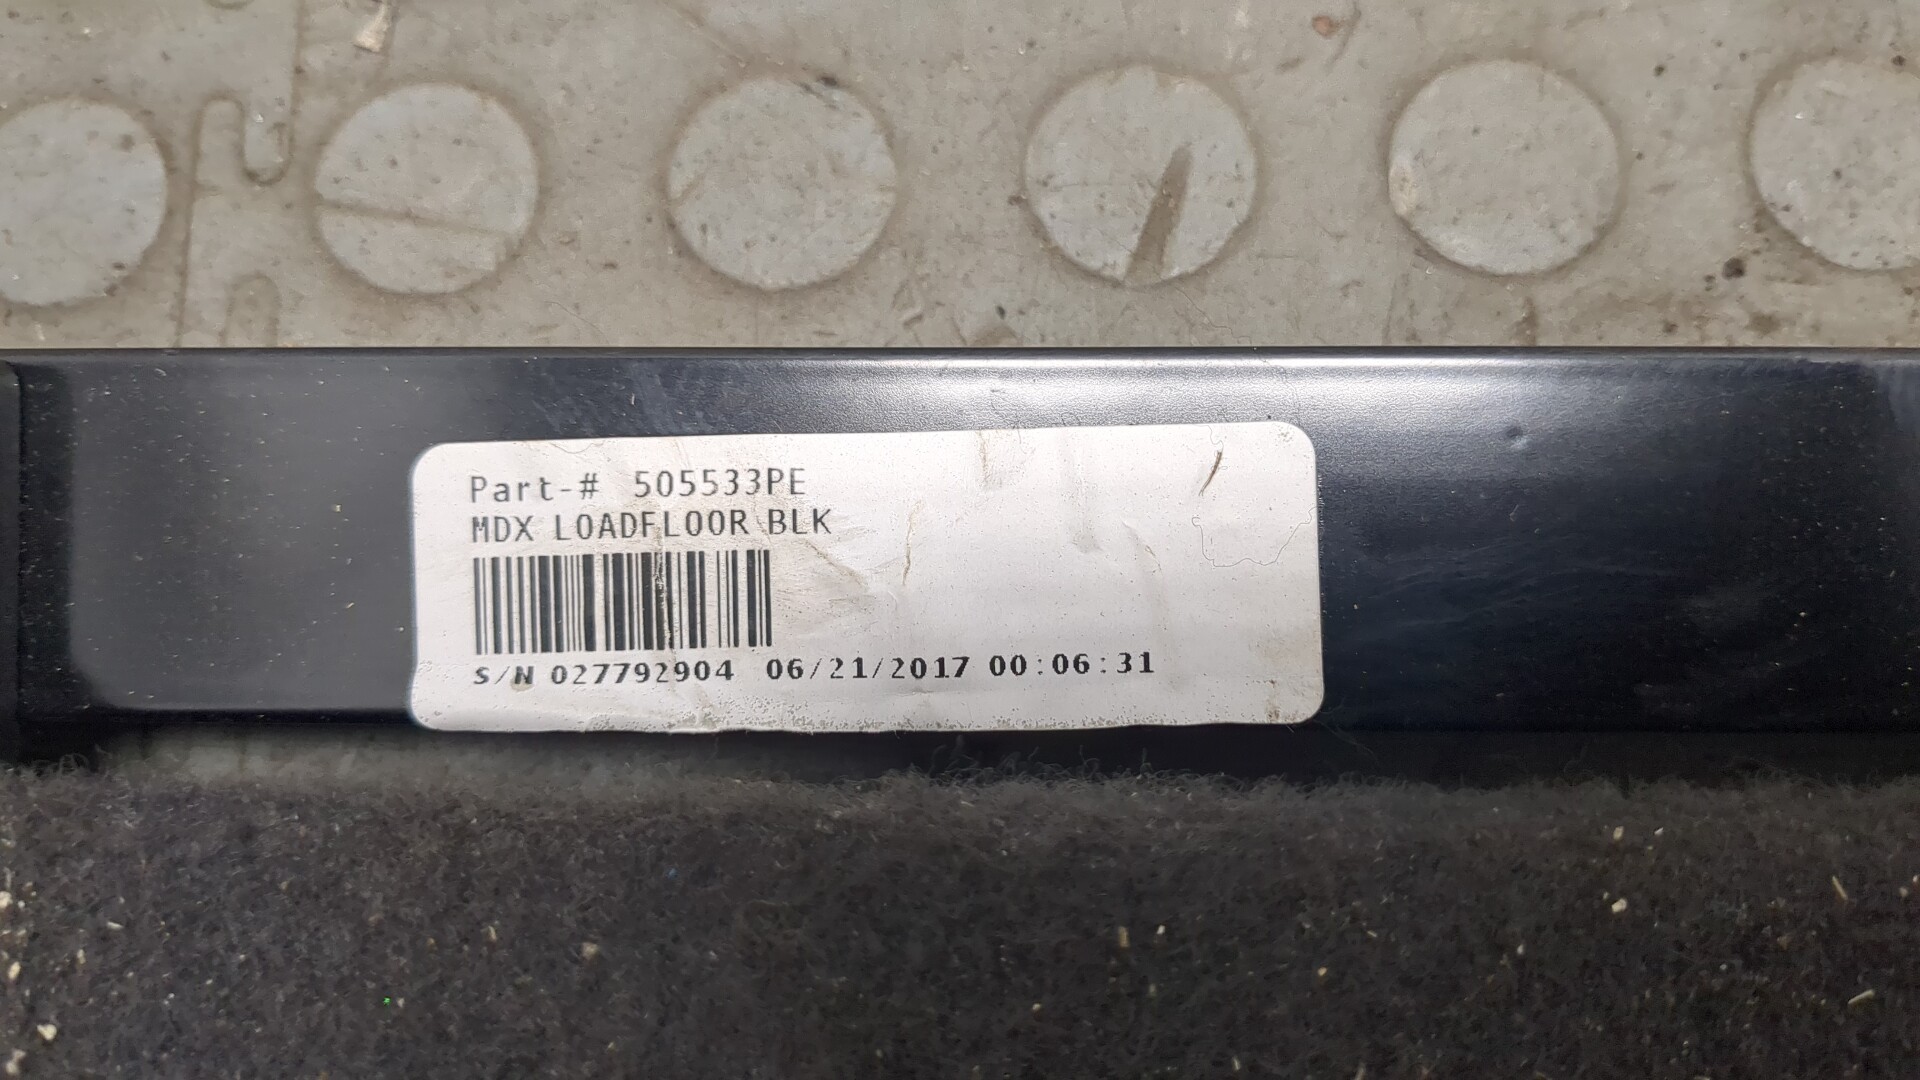 Part-# 505533PE
MDX LOADFLOOR BLK
S/N 027792904 06/21/2017 00:06:31